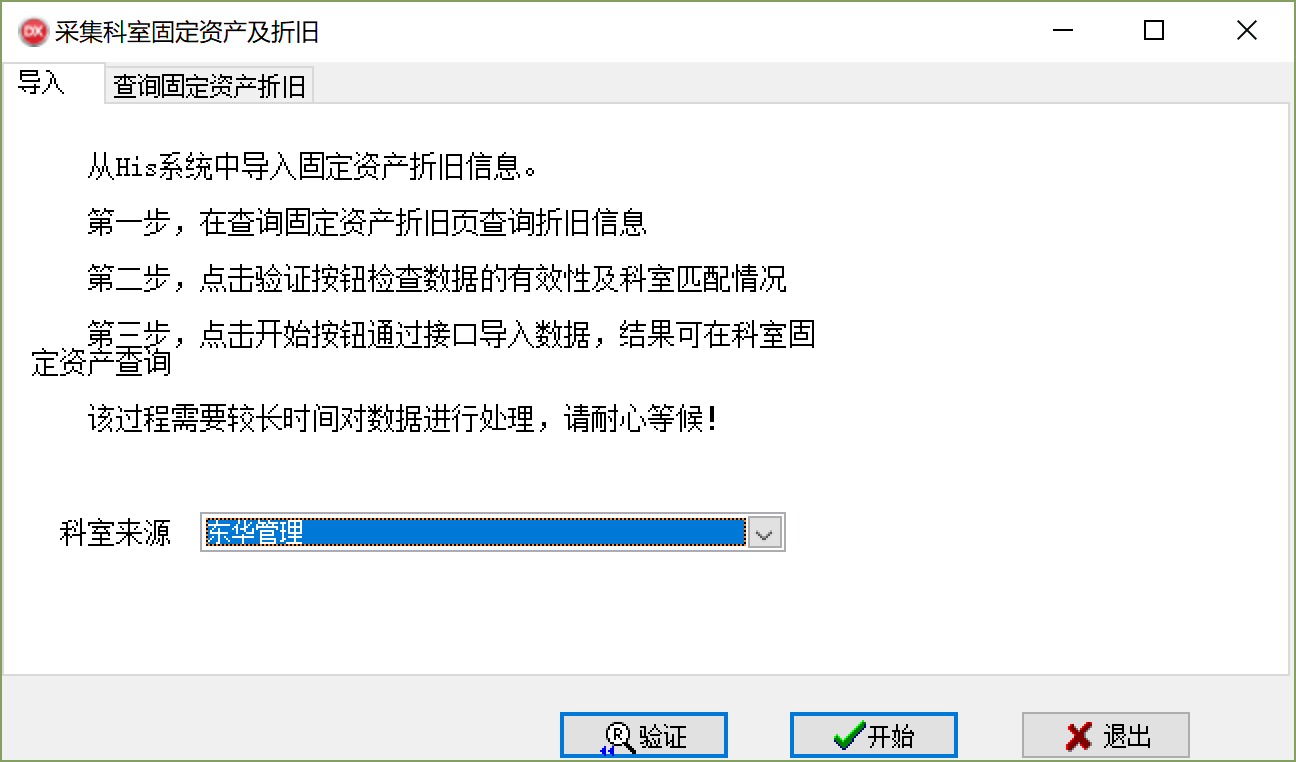 DX 采集科室固定资产及折旧
导入 查询固定资产折旧
从His系统中导入固定资产折旧信息。
第一步，在查询固定资产折旧页查询折旧信息
第二步，点击验证按钮检查数据的有效性及科室匹配情况
第三步，点击开始按钮通过接口导入数据，结果可在科室固
定资产查询
该过程需要较长时间对数据进行处理，请耐心等候！
科室来源 东华管理
R 验证 开始 退出